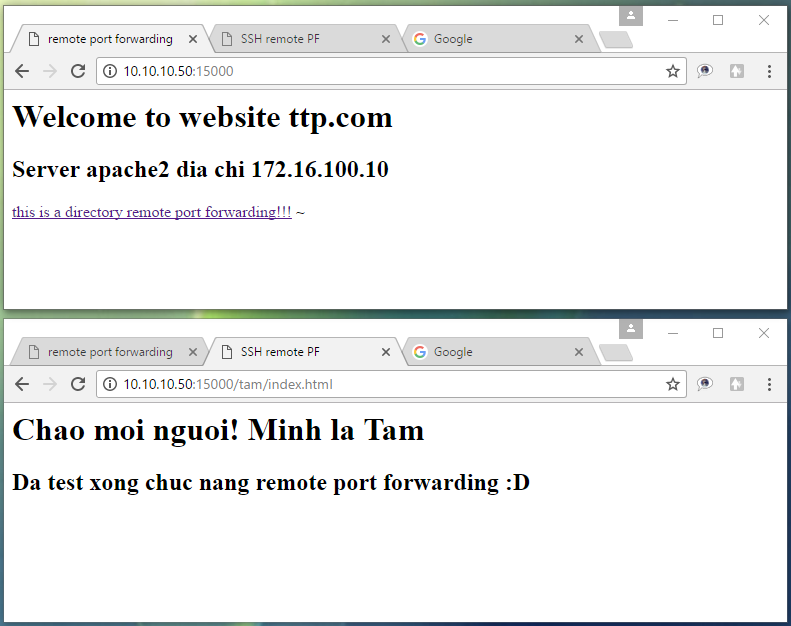 remote port forwarding
SSH remote PF
Google
10.10.10.50:15000
Welcome to website ttp.com
Server apache2 dia chi 172.16.100.10
this is a directory remote port forwarding!!! ~
remote port forwarding
SSH remote PF
Google
10.10.10.50:15000/tam/index.html
Chao moi nguoi! Minh la Tam
Da test xong chuc nang remote port forwarding :D